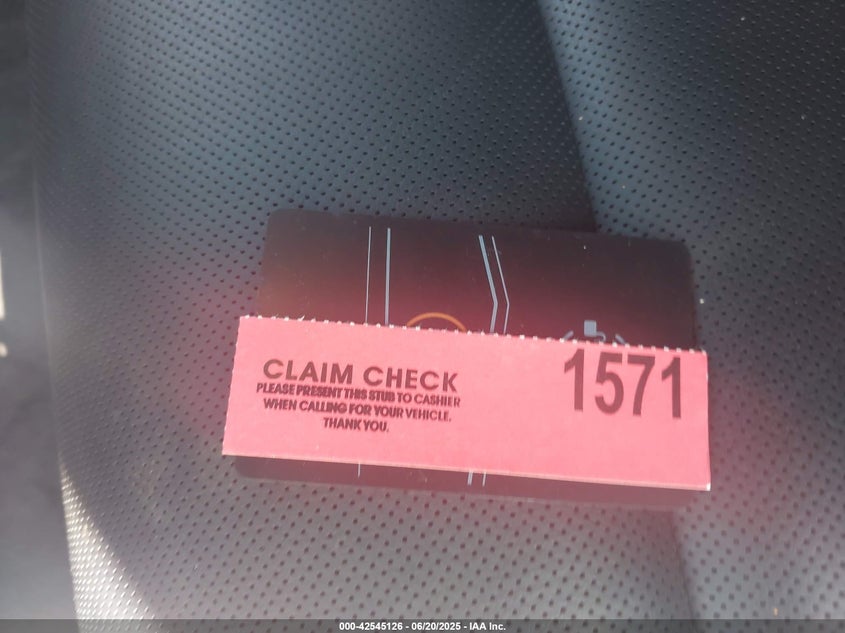 CLAIM CHECK
PLEASE PRESENT THIS STUB TO CASHIER
WHEN CALLING FOR YOUR VEHICLE.
THANK YOU.
1571
000-42545126 - 06/20/2025 - IAA Inc.